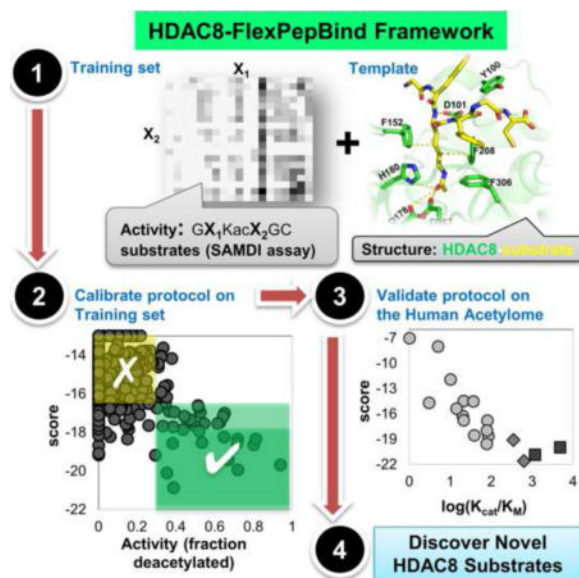 HDAC8-FlexPepBind Framework
1
Training set
Template
X1
X2
+
Y100
D101
F152
F208
H180
F306
D178
Activity: GX1KacX2GC
substrates (SAMDI assay)
Structure: HDAC8-substrate
2
Calibrate protocol on
Training set
3
Validate protocol on
the Human Acetylome
-14
-16
-18
-20
-22
score
0
0.2
0.4
0.6
0.8
1
Activity (fraction
deacetylated)
-7
-10
-13
-16
-19
-22
score
0
1
2
3
4
log(Kcat/KM)
4
Discover Novel
HDAC8 Substrates